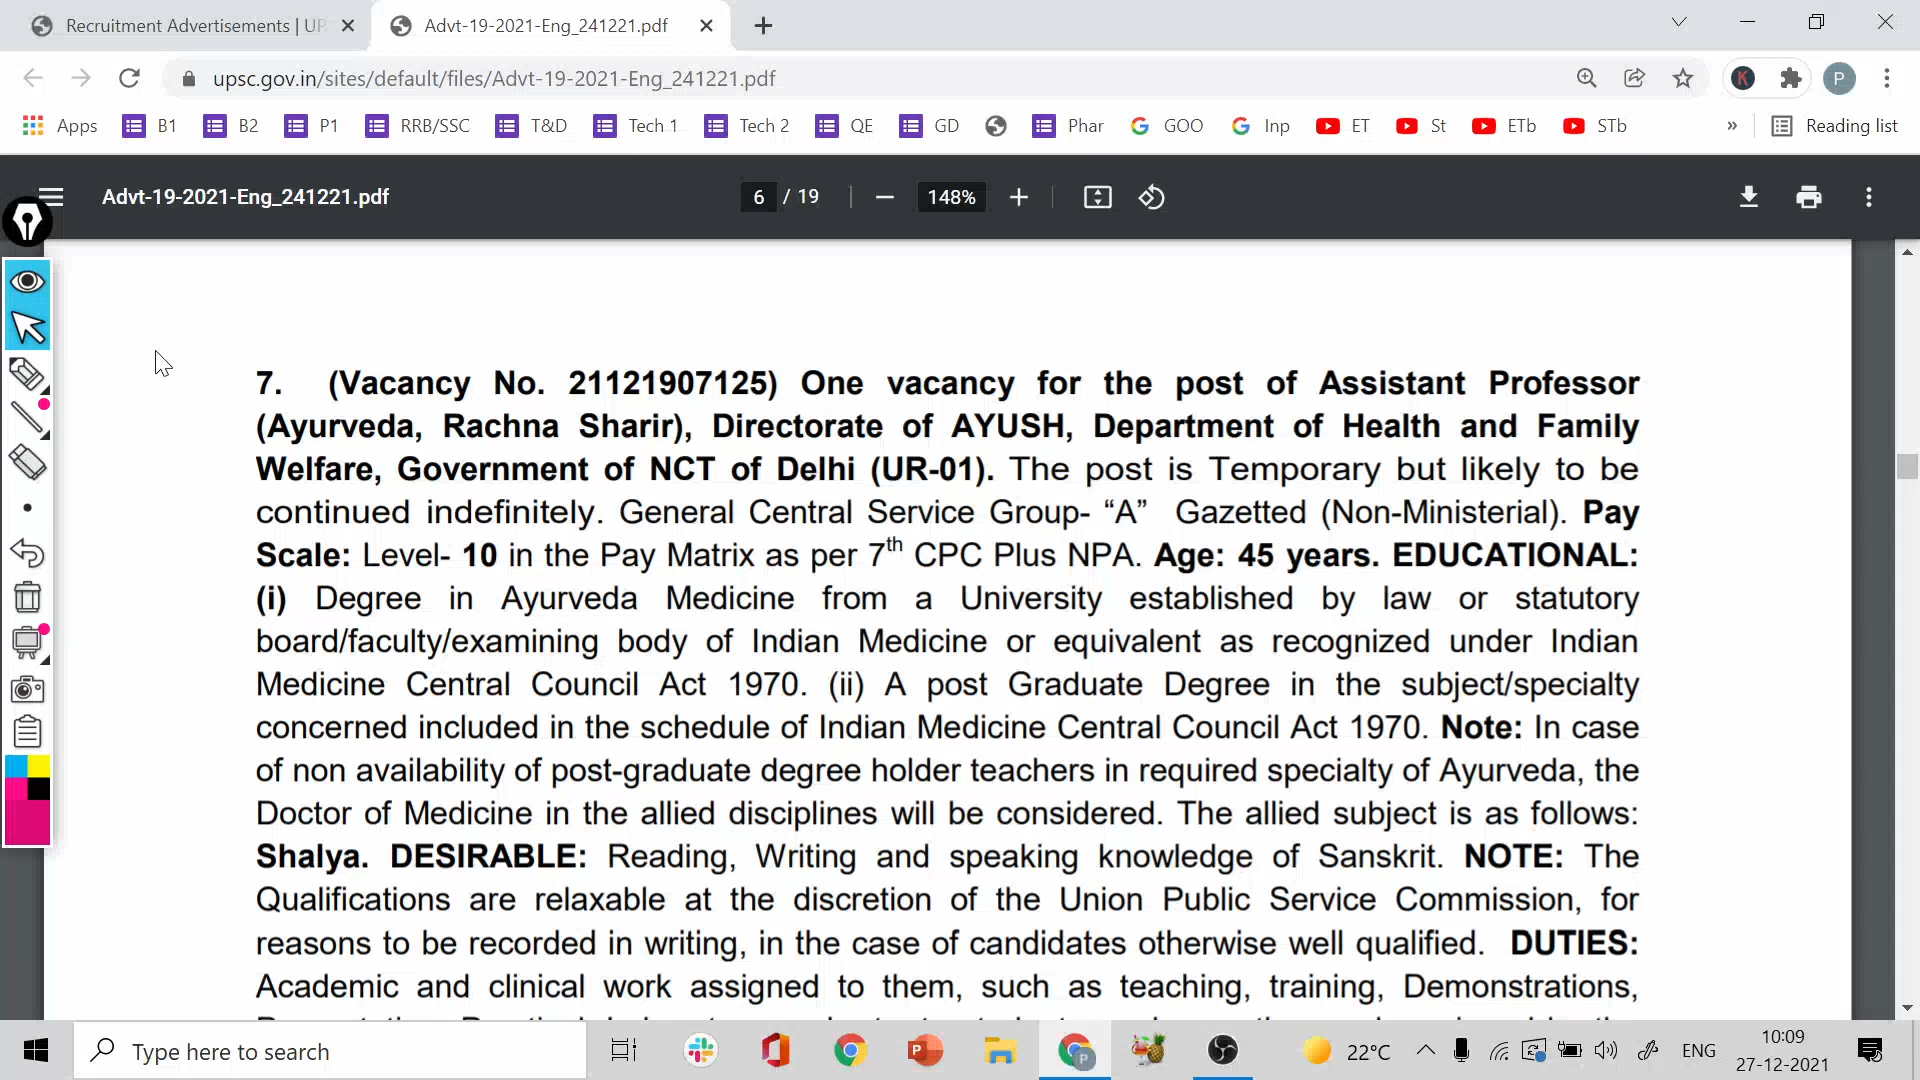 Recruitment Advertisements | UP
Advt-19-2021-Eng_241221.pdf
upsc.gov.in/sites/default/files/Advt-19-2021-Eng_241221.pdf
K
P
Apps B1 B2 P1 RRB/SSC T&D Tech 1 Tech 2 QE GD Phar GOO Inp ET St ETb STb » Reading list
Advt-19-2021-Eng_241221.pdf
6 / 19
148%
7. (Vacancy No. 21121907125) One vacancy for the post of Assistant Professor
(Ayurveda, Rachna Sharir), Directorate of AYUSH, Department of Health and Family
Welfare, Government of NCT of Delhi (UR-01). The post is Temporary but likely to be
continued indefinitely. General Central Service Group- “A” Gazetted (Non-Ministerial). Pay
Scale: Level- 10 in the Pay Matrix as per 7th CPC Plus NPA. Age: 45 years. EDUCATIONAL:
(i) Degree in Ayurveda Medicine from a University established by law or statutory
board/faculty/examining body of Indian Medicine or equivalent as recognized under Indian
Medicine Central Council Act 1970. (ii) A post Graduate Degree in the subject/specialty
concerned included in the schedule of Indian Medicine Central Council Act 1970. Note: In case
of non availability of post-graduate degree holder teachers in required specialty of Ayurveda, the
Doctor of Medicine in the allied disciplines will be considered. The allied subject is as follows:
Shalya. DESIRABLE: Reading, Writing and speaking knowledge of Sanskrit. NOTE: The
Qualifications are relaxable at the discretion of the Union Public Service Commission, for
reasons to be recorded in writing, in the case of candidates otherwise well qualified. DUTIES:
Academic and clinical work assigned to them, such as teaching, training, Demonstrations,
Type here to search
P
P
22°C
ENG
10:09
27-12-2021